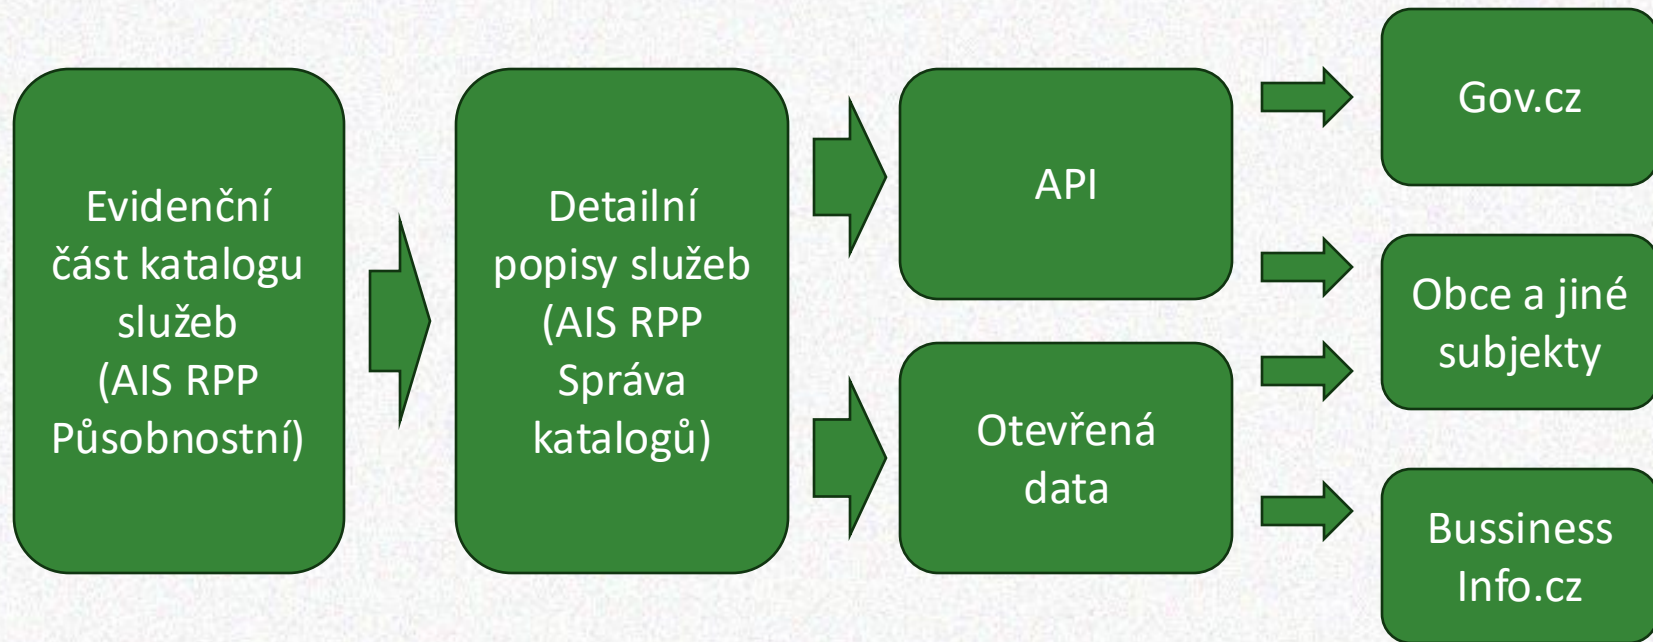 Evidenční
část katalogu
služeb
(AIS RPP
Působnostní)
Detailní
popisy služeb
(AIS RPP
Správa
katalogů)
API
Otevřená
data
Gov.cz
Obce a jiné
subjekty
Bussiness
Info.cz